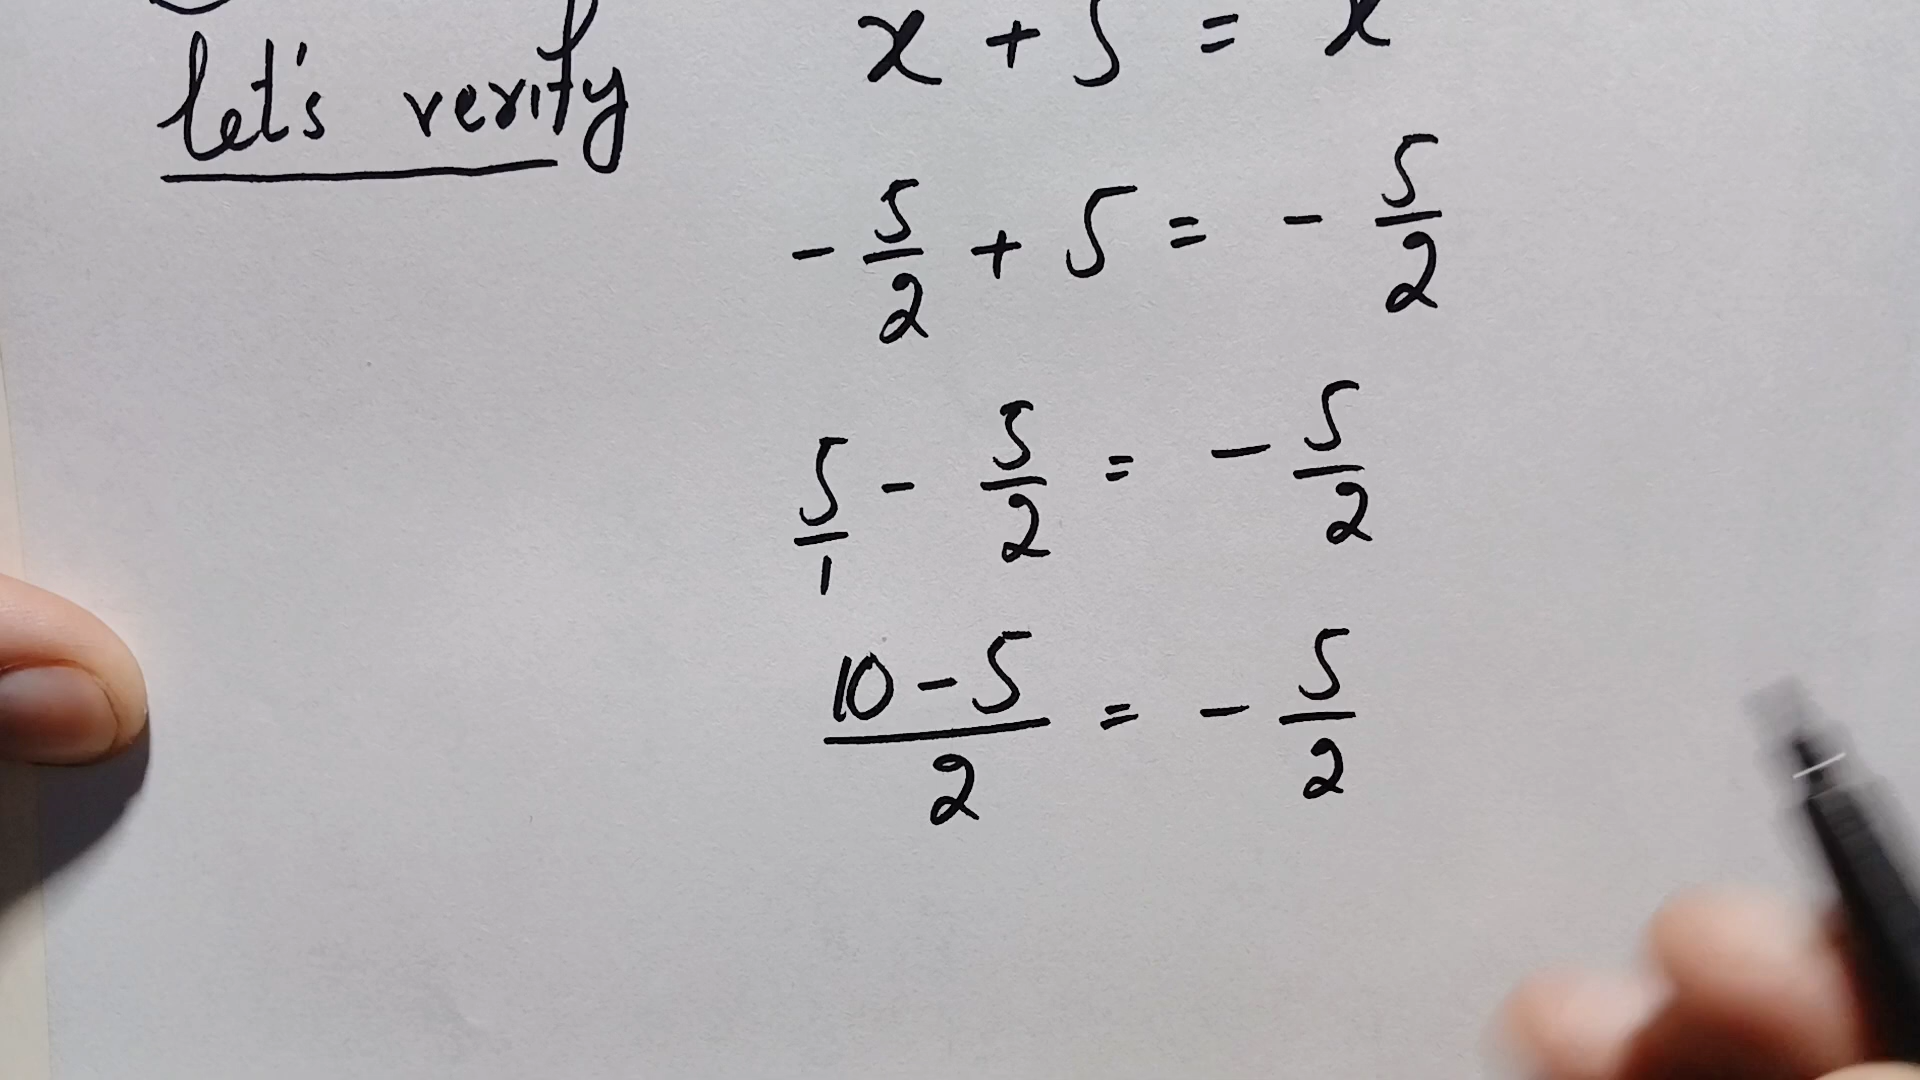 let's verify
x + 5 = x
- 5/2 + 5 = - 5/2
5/1 - 5/2 = - 5/2
10 - 5/2 = - 5/2